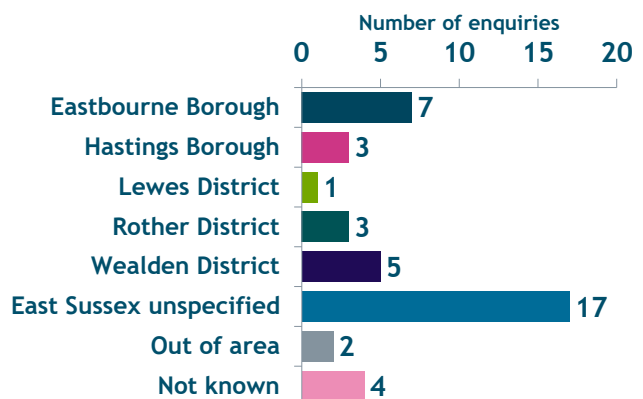 Number of enquiries
0 5 10 15 20
Eastbourne Borough 7
Hastings Borough 3
Lewes District 1
Rother District 3
Wealden District 5
East Sussex unspecified 17
Out of area 2
Not known 4